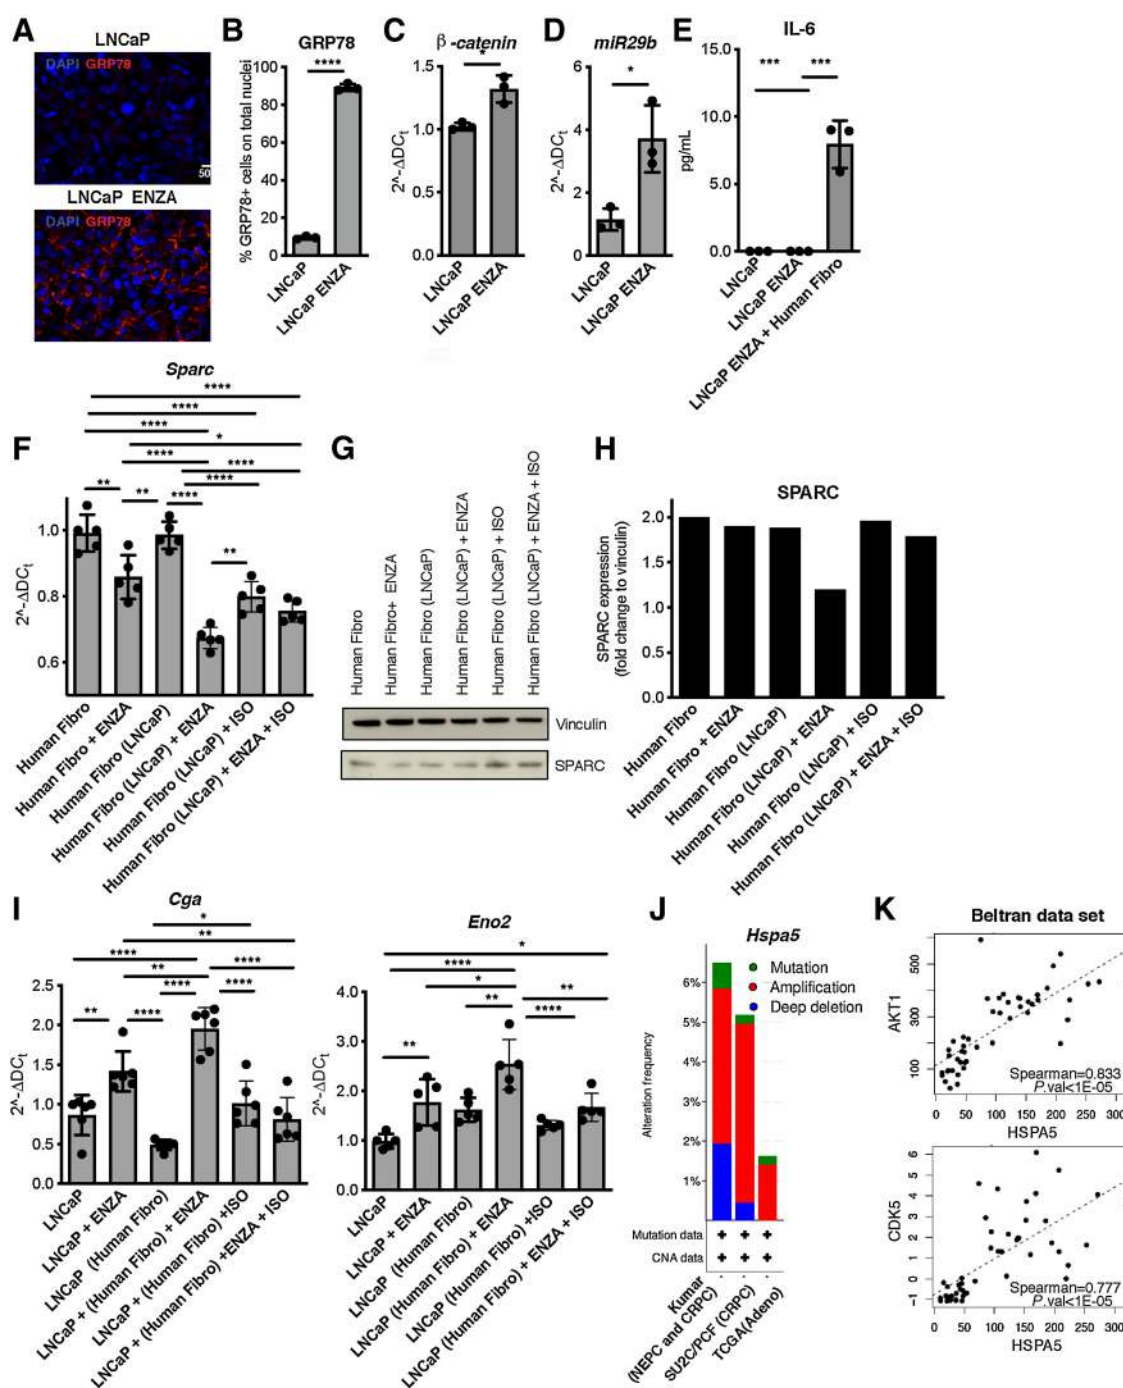 A
LNCaP
DAPI GRP78
50
LNCaP ENZA
DAPI GRP78
B
GRP78
****
% GRP78+ cells on total nuclei
100
80
60
40
20
0
LNCaP
LNCaP ENZA
C
β-catenin
*
2^-ΔDCt
1.5
1.0
0.5
0.0
LNCaP
LNCaP ENZA
D
miR29b
*
2^-ΔDCt
6
4
2
0
LNCaP
LNCaP ENZA
E
IL-6
*** ***
pg/mL
15.0
10.0
5.0
0.0
LNCaP
LNCaP ENZA
LNCaP ENZA + Human Fibro
F
Sparc
****
****
****
*
****
****
****
** ** ****
**
2^-ΔDCt
1.0
0.8
0.6
Human Fibro
Human Fibro + ENZA
Human Fibro (LNCaP)
Human Fibro (LNCaP) + ENZA
Human Fibro (LNCaP) + ISO
Human Fibro (LNCaP) + ENZA + ISO
G
Human Fibro
Human Fibro+ ENZA
Human Fibro (LNCaP)
Human Fibro (LNCaP) + ENZA
Human Fibro (LNCaP) + ISO
Human Fibro (LNCaP) + ENZA + ISO
Vinculin
SPARC
H
SPARC
SPARC expression
(fold change to vinculin)
2.0
1.5
1.0
0.5
0.0
Human Fibro
Human Fibro + ENZA
Human Fibro (LNCaP)
Human Fibro (LNCaP) + ENZA
Human Fibro (LNCaP) + ISO
Human Fibro (LNCaP) + ENZA + ISO
I
Cga
*
**
****
** ****
** **** **** ****
2^-ΔDCt
2.5
2.0
1.5
1.0
0.5
0.0
LNCaP
LNCaP + ENZA
LNCaP (Human Fibro)
LNCaP + (Human Fibro) + ENZA
LNCaP + (Human Fibro) +ISO
LNCaP + (Human Fibro) +ENZA + ISO
Eno2
*
****
* **
** ****
**
2^-ΔDCt
4.0
3.0
2.0
1.0
0.0
LNCaP
LNCaP + ENZA
LNCaP (Human Fibro)
LNCaP (Human Fibro) + ENZA
LNCaP (Human Fibro) +ISO
LNCaP (Human Fibro) + ENZA + ISO
J
Hspa5
Mutation
Amplification
Deep deletion
Alteration frequency
6%
5%
4%
3%
2%
1%
Mutation data + + +
CNA data + + +
Kumar
(NEPC and CRPC)
SU2C/PCF (CRPC)
TCGA(Adeno)
K
Beltran data set
AKT1
500
300
100
Spearman=0.833
P.val<1E-05
0 50 100 150 200 250 300
HSPA5
CDK5
6
5
4
3
2
1
0
-1
Spearman=0.777
P.val<1E-05
0 50 100 150 200 250 300
HSPA5